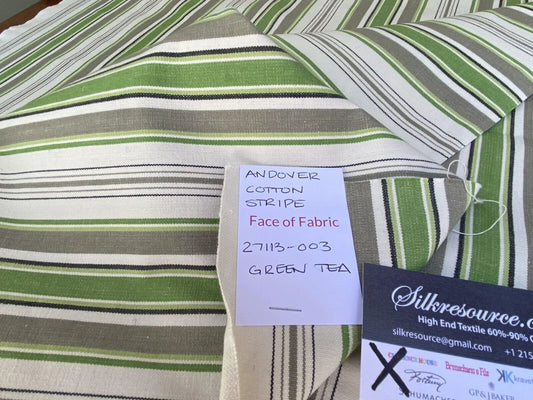 ANDOVER
COTTON
STRIPE
Face of Fabric
27113-003
GREEN TEA
Silkresource.c
High End Textile 60%-90% O
silkresource@gmail.com +1 215
X
Brunschwig & Fils K kravet
Fortuny GP&J BAKER
SCHUMACHER